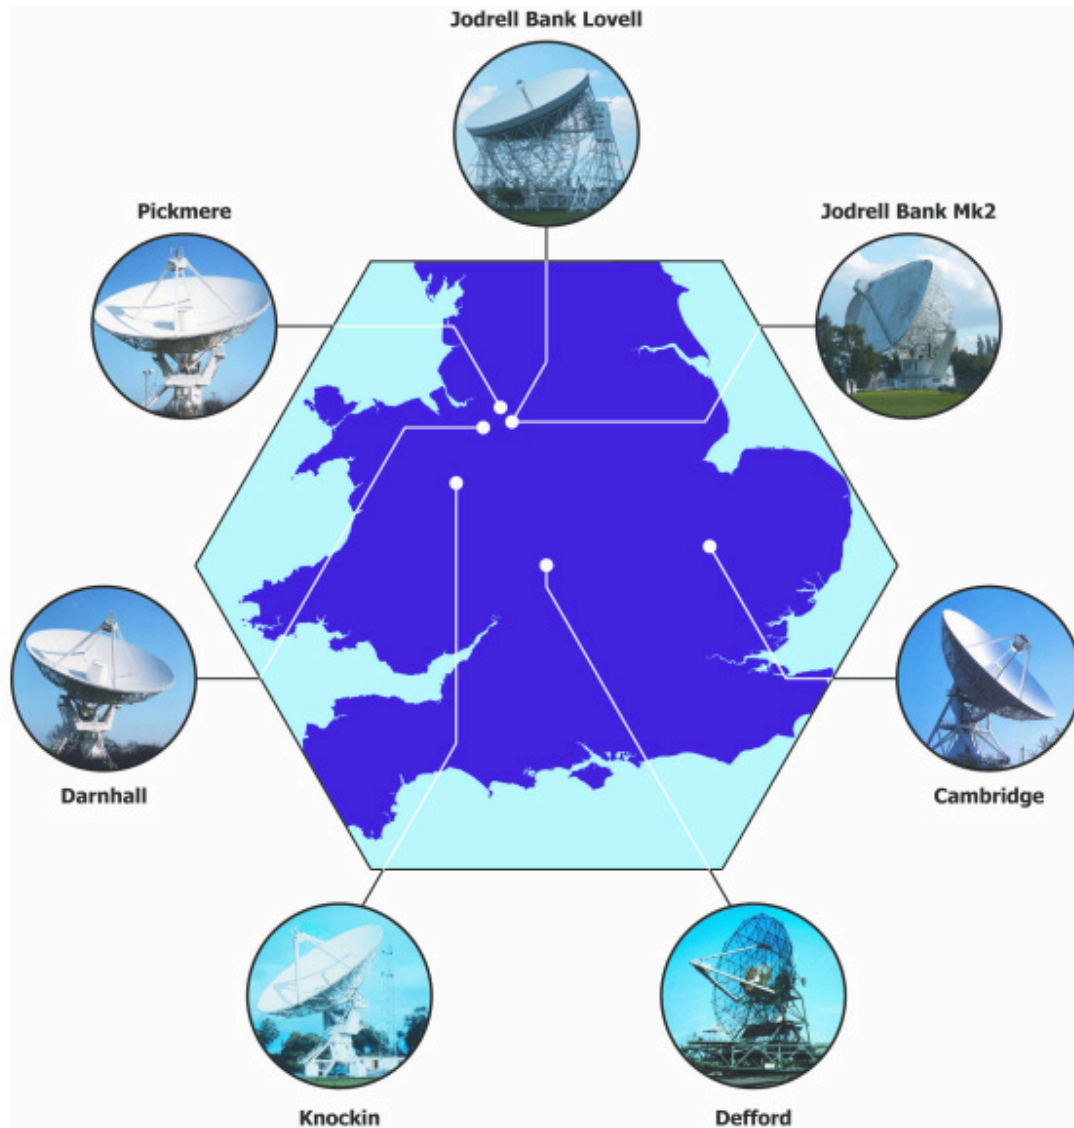 Jodrell Bank Lovell
Pickmere
Jodrell Bank Mk2
Darnhall
Cambridge
Knockin
Defford